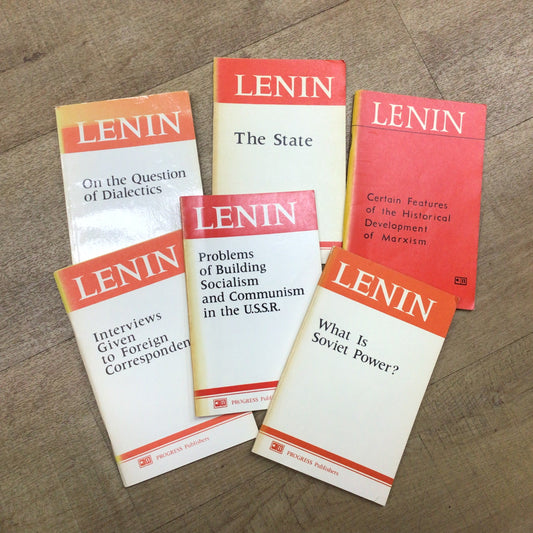 LENIN
On the Question
of Dialectics
LENIN
The State
LENIN
Certain Features
of the Historical
Development
of Marxism
LENIN
Interviews
Given
to Foreign
Corresponden
PROGRESS Publishers
LENIN
Problems
of Building
Socialism
and Communism
in the U.S.S.R.
PROGRESS Publishers
LENIN
What Is
Soviet Power?
PROGRESS Publishers